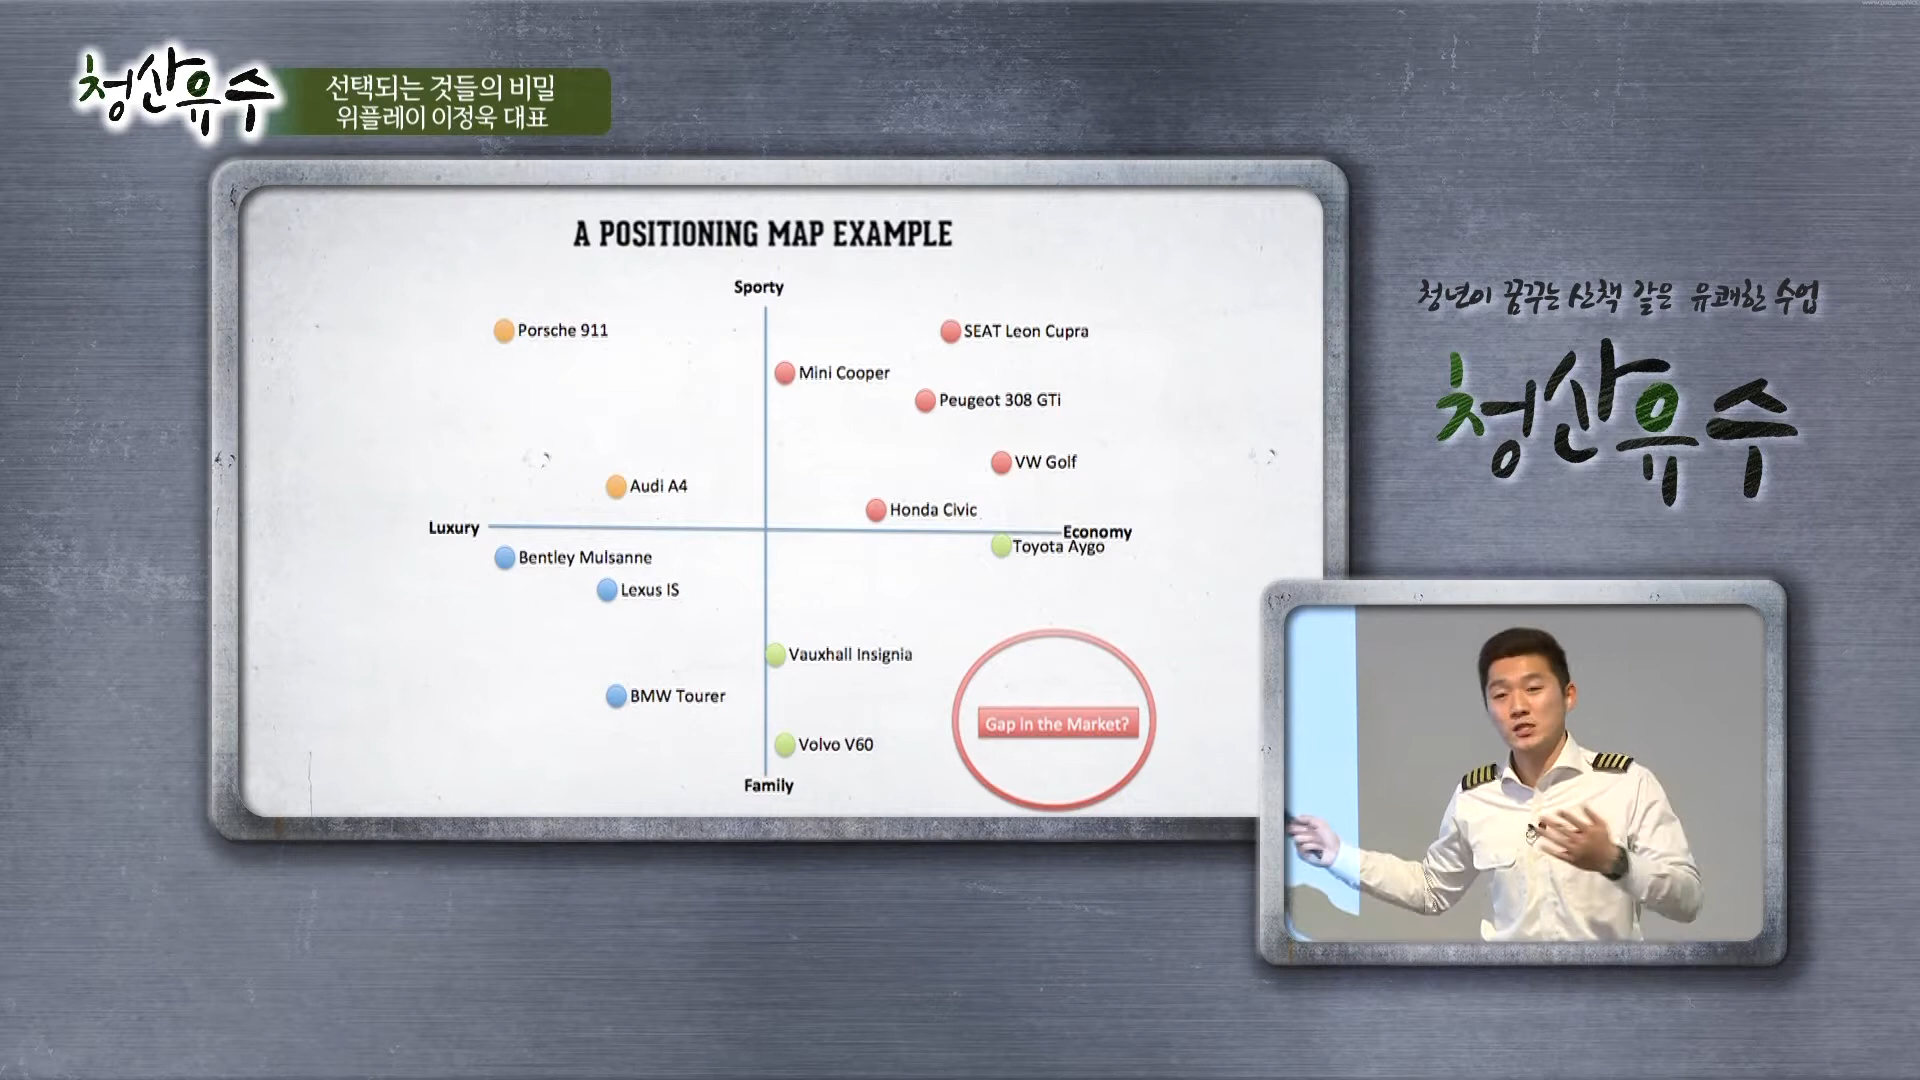 청산유수
선택되는 것들의 비밀
위플레이 이정욱 대표
A POSITIONING MAP EXAMPLE
Sporty
Porsche 911
SEAT Leon Cupra
Mini Cooper
Peugeot 308 GTi
VW Golf
Audi A4
Honda Civic
Luxury
Economy
Toyota Aygo
Bentley Mulsanne
Lexus IS
Vauxhall Insignia
BMW Tourer
Gap in the Market?
Volvo V60
Family
청년이 꿈꾸는 산책 같은 유쾌한 수업
청산유수